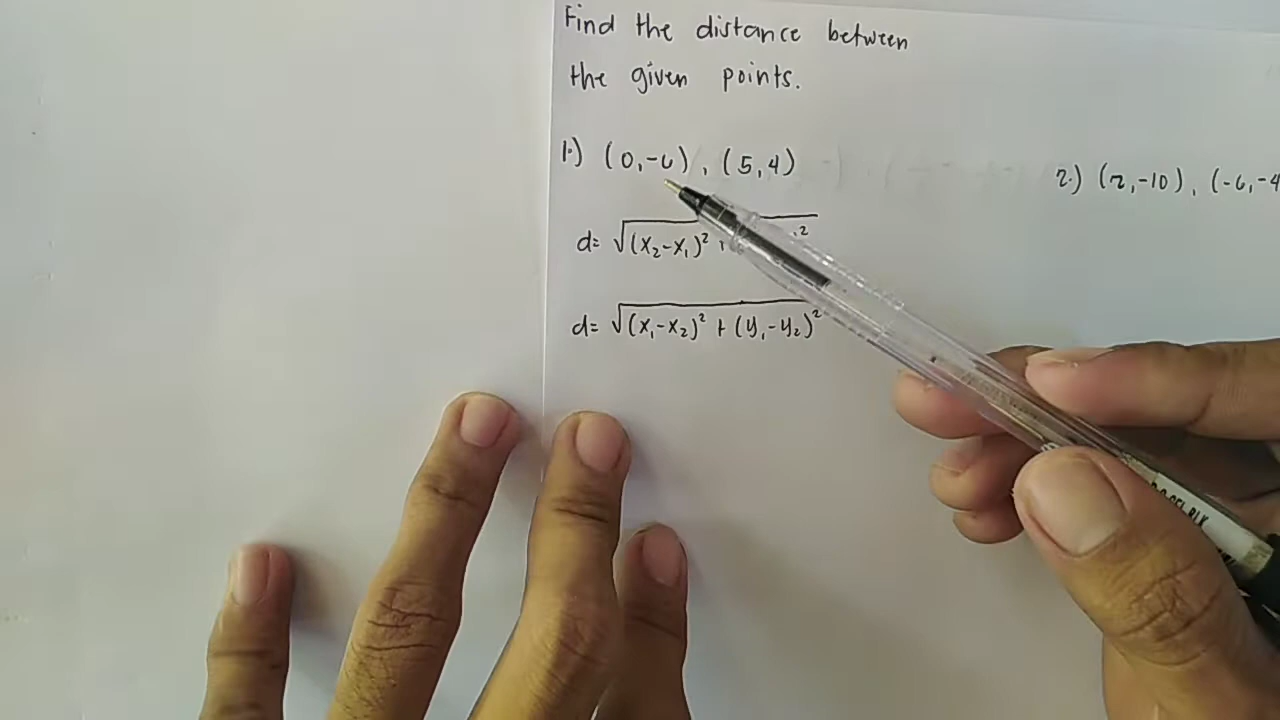 Find the distance between
the given points.
1.) (0,-6), (5,4)
2.) (2,-10), (-6,-4
d= √(x₂-x₁)² +
d= √(x₁-x₂)² + (y₁-y₂)²